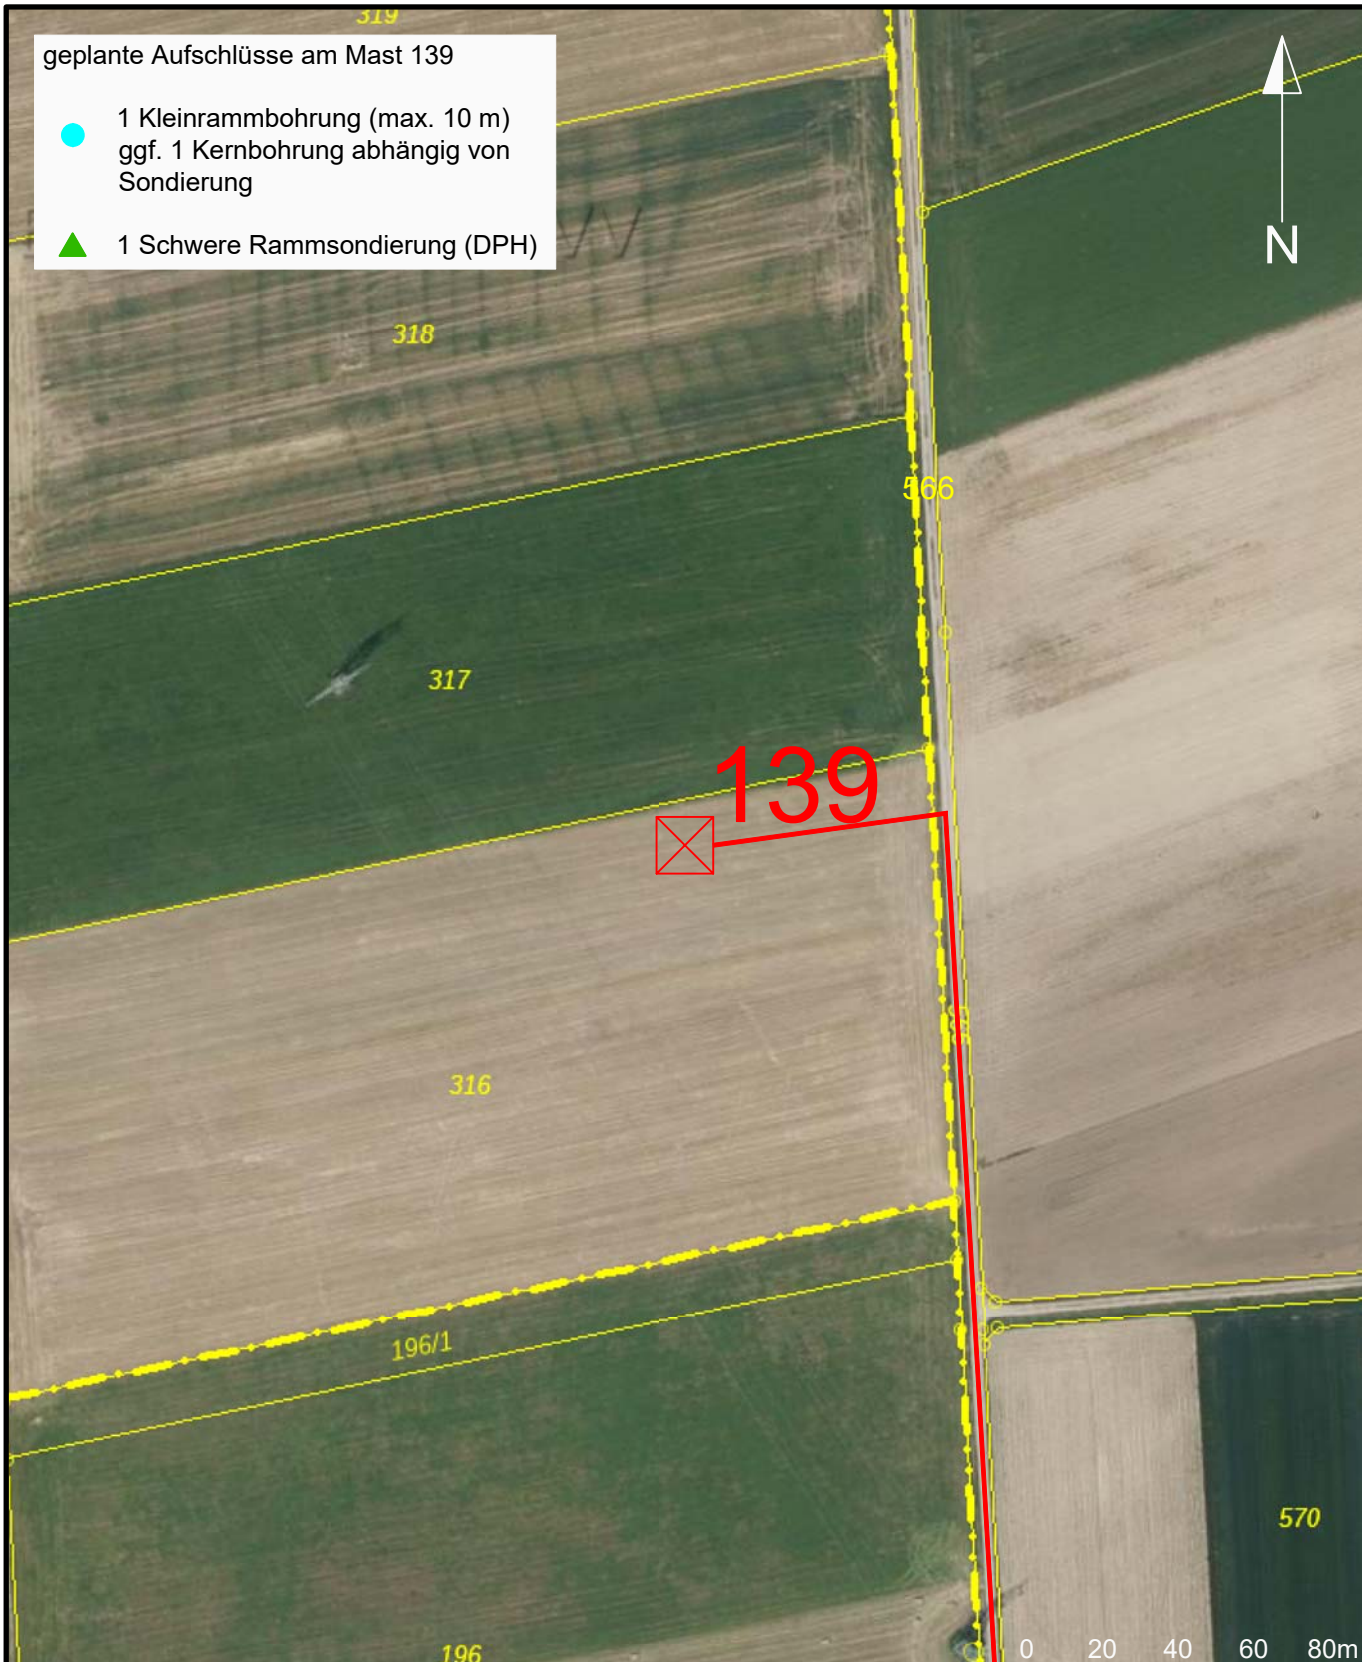 319
geplante Aufschlüsse am Mast 139
1 Kleinrammbohrung (max. 10 m)
ggf. 1 Kernbohrung abhängig von
Sondierung
1 Schwere Rammsondierung (DPH)
N
318
566
317
139
316
196/1
570
196
0 20 40 60 80m